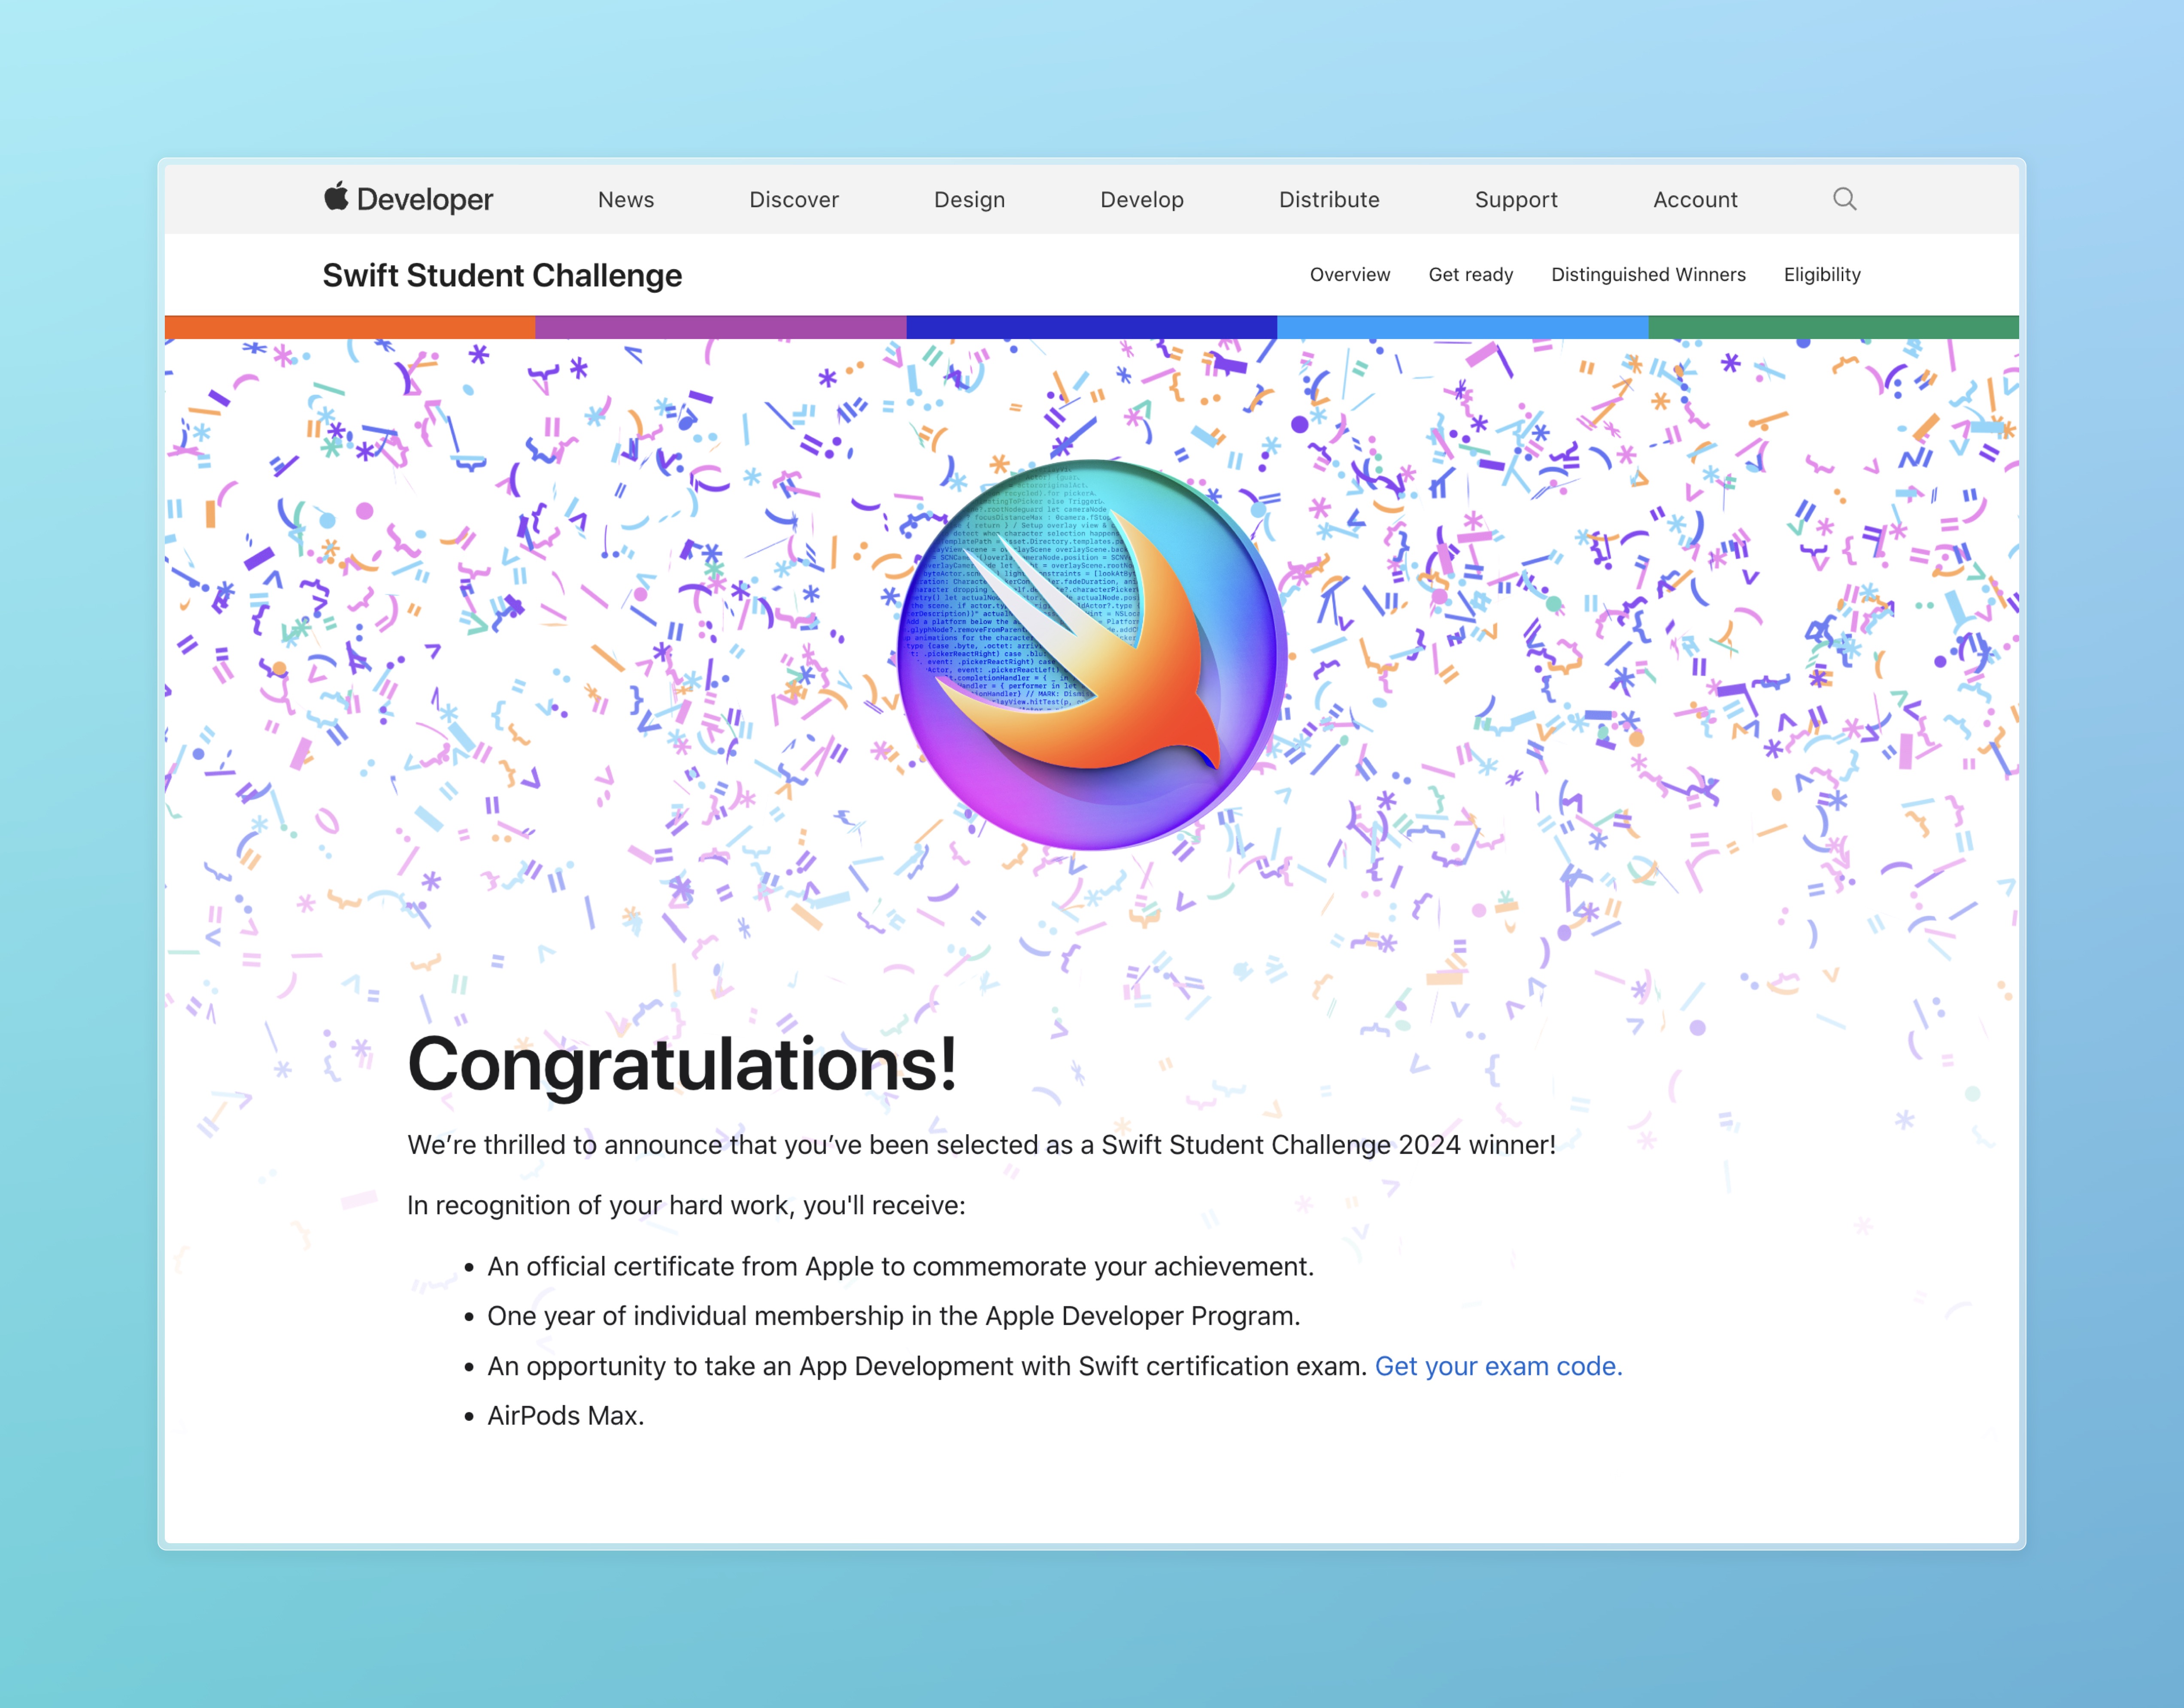 Developer
News
Discover
Design
Develop
Distribute
Support
Account
Swift Student Challenge
Overview
Get ready
Distinguished Winners
Eligibility
Congratulations!
We’re thrilled to announce that you’ve been selected as a Swift Student Challenge 2024 winner!
In recognition of your hard work, you'll receive:
• An official certificate from Apple to commemorate your achievement.
• One year of individual membership in the Apple Developer Program.
• An opportunity to take an App Development with Swift certification exam. Get your exam code.
• AirPods Max.